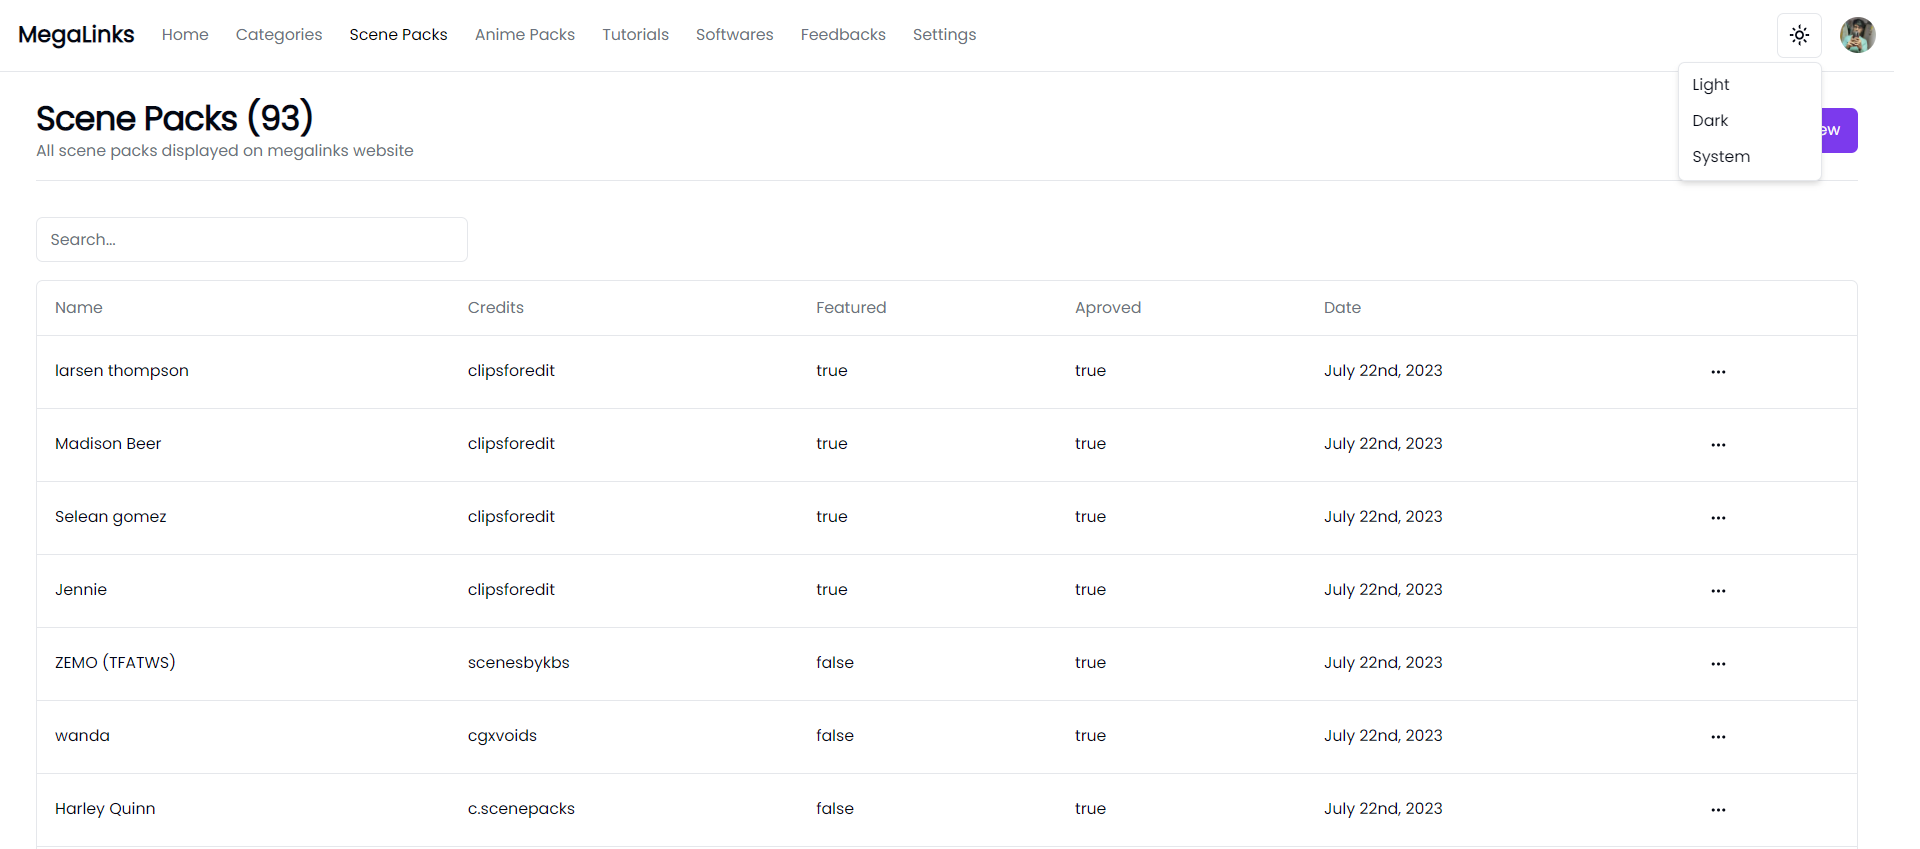 MegaLinks Home Categories Scene Packs Anime Packs Tutorials Softwares Feedbacks Settings
Light
Dark
System
Scene Packs (93)
All scene packs displayed on megalinks website
Search...
Name Credits Featured Aproved Date
larsen thompson clipsforedit true true July 22nd, 2023
Madison Beer clipsforedit true true July 22nd, 2023
Selean gomez clipsforedit true true July 22nd, 2023
Jennie clipsforedit true true July 22nd, 2023
ZEMO (TFATWS) scenesbykbs false true July 22nd, 2023
wanda cgxvoids false true July 22nd, 2023
Harley Quinn c.scenepacks false true July 22nd, 2023